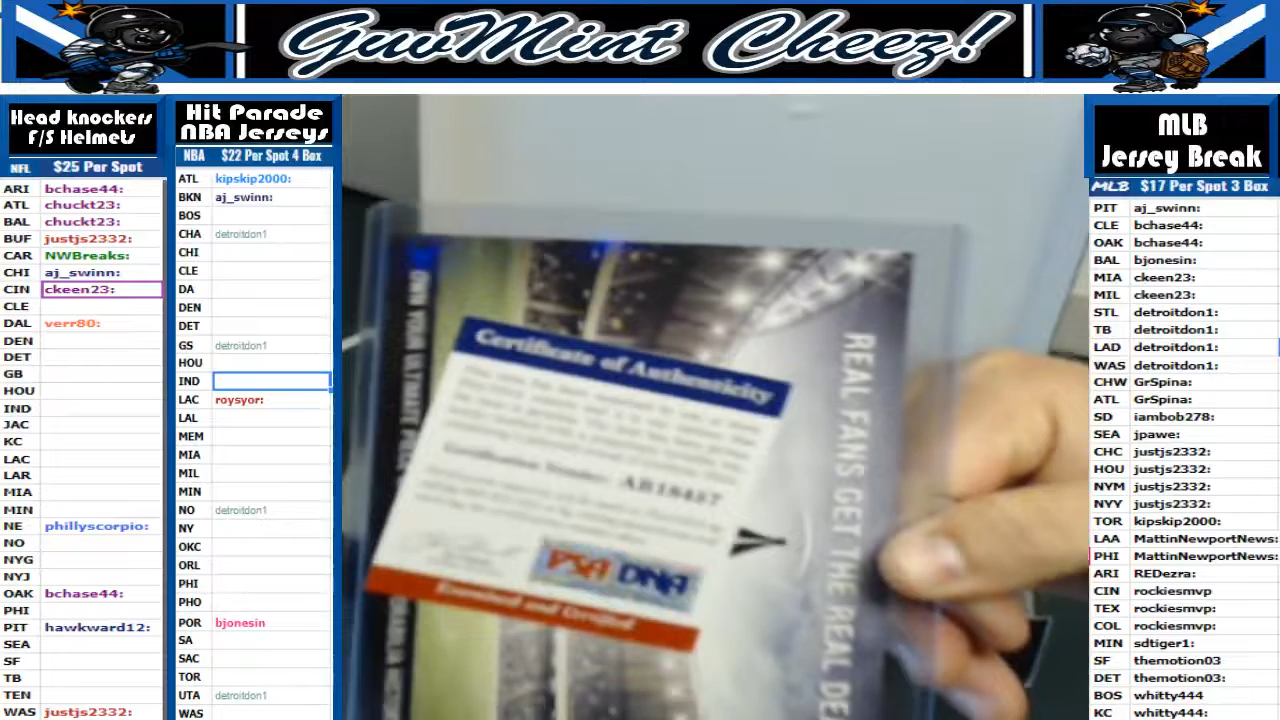 GuvMint Cheez!
Head knockers
F/S Helmets
NFL $25 Per Spot
ARI bchase44:
ATL chuckt23:
BAL chuckt23:
BUF justjs2332:
CAR NWBreaks:
CHI aj_swinn:
CIN ckeen23:
CLE
DAL verr80:
DEN
DET
GB
HOU
IND
JAC
KC
LAC
LAR
MIA
MIN
NE phillyscorpio:
NO
NYG
NYJ
OAK bchase44:
PHI
PIT hawkward12:
SEA
SF
TB
TEN
WAS justjs2332:
Hit Parade
NBA Jerseys
NBA $22 Per Spot 4 Box
ATL kipskip2000:
BKN aj_swinn:
BOS
CHA detroitdon1
CHI
CLE
DA
DEN
DET
GS detroitdon1
HOU
IND
LAC roysyor:
LAL
MEM
MIA
MIL
MIN
NO detroitdon1
NY
OKC
ORL
PHI
PHO
POR bjonesin
SA
SAC
TOR
UTA detroitdon1
WAS
Certificate of Authenticity
PSA DNA
Examined and Certified
REAL FANS GET THE REAL
MLB
Jersey Break
MLB $17 Per Spot 3 Box
PIT aj_swinn:
CLE bchase44:
OAK bchase44:
BAL bjonesin:
MIA ckeen23:
MIL ckeen23:
STL detroitdon1:
TB detroitdon1:
LAD detroitdon1:
WAS detroitdon1:
CHW GrSpina:
ATL GrSpina:
SD iambob278:
SEA jpawe:
CHC justjs2332:
HOU justjs2332:
NYM justjs2332:
NYY justjs2332:
TOR kipskip2000:
LAA MattinNewportNews:
PHI MattinNewportNews:
ARI REDezra:
CIN rockiesmvp
TEX rockiesmvp:
COL rockiesmvp:
MIN sdtiger1:
SF themotion03
DET themotion03:
BOS whitty444
KC whitty444: